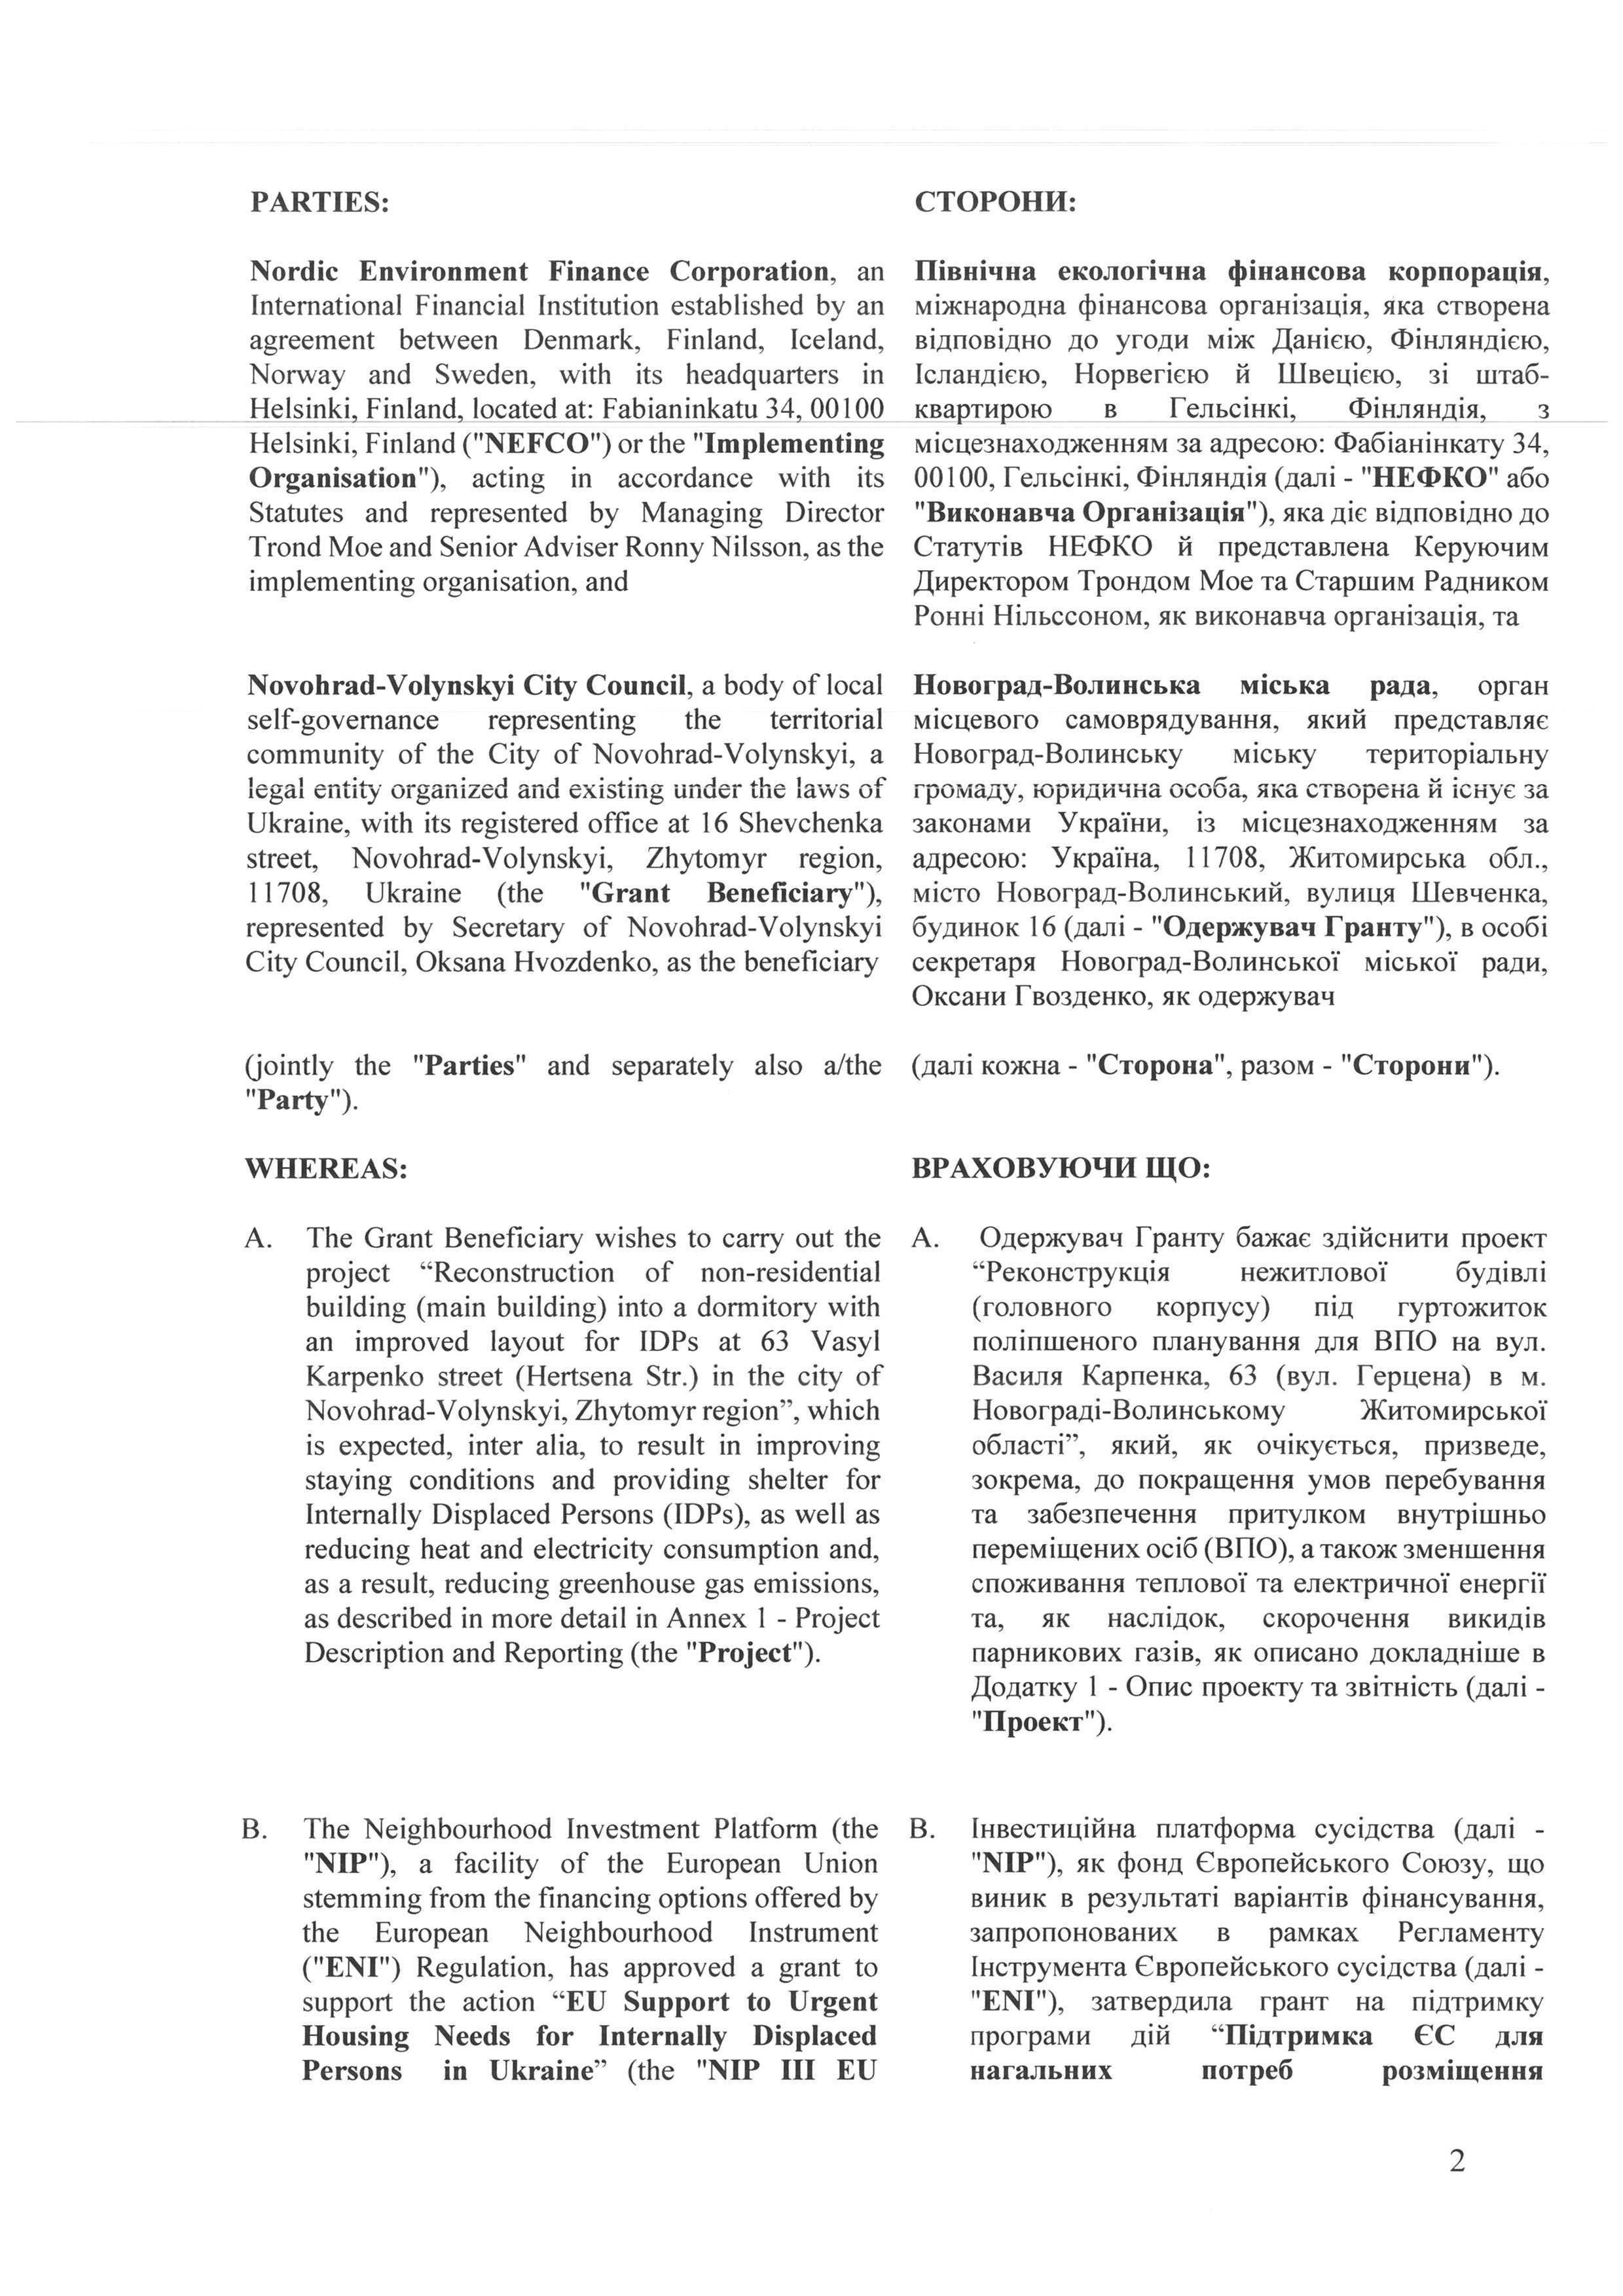 PARTIES:
Nordic Environment Finance Corporation, an
International Financial Institution established by an
agreement between Denmark, Finland, Iceland,
Norway and Sweden, with its headquarters in
Helsinki, Finland, located at: Fabianinkatu 34, 00100
Helsinki, Finland ("NEFCO") or the "Implementing
Organisation"), acting in accordance with its
Statutes and represented by Managing Director
Trond Moe and Senior Adviser Ronny Nilsson, as the
implementing organisation, and
Novohrad-Volynskyi City Council, a body of local
self-governance representing the territorial
community of the City of Novohrad-Volynskyi, a
legal entity organized and existing under the laws of
Ukraine, with its registered office at 16 Shevchenka
street, Novohrad-Volynskyi, Zhytomyr region,
11708, Ukraine (the "Grant Beneficiary"),
represented by Secretary of Novohrad-Volynskyi
City Council, Oksana Hvozdenko, as the beneficiary
(jointly the "Parties" and separately also a/the
"Party").
WHEREAS:
A. The Grant Beneficiary wishes to carry out the
project “Reconstruction of non-residential
building (main building) into a dormitory with
an improved layout for IDPs at 63 Vasyl
Karpenko street (Hertsena Str.) in the city of
Novohrad-Volynskyi, Zhytomyr region”, which
is expected, inter alia, to result in improving
staying conditions and providing shelter for
Internally Displaced Persons (IDPs), as well as
reducing heat and electricity consumption and,
as a result, reducing greenhouse gas emissions,
as described in more detail in Annex 1 - Project
Description and Reporting (the "Project").
B. The Neighbourhood Investment Platform (the
"NIP"), a facility of the European Union
stemming from the financing options offered by
the European Neighbourhood Instrument
("ENI") Regulation, has approved a grant to
support the action “EU Support to Urgent
Housing Needs for Internally Displaced
Persons in Ukraine” (the "NIP III EU
СТОРОНИ:
Північна екологічна фінансова корпорація,
міжнародна фінансова організація, яка створена
відповідно до угоди між Данією, Фінляндією,
Ісландією, Норвегією й Швецією, зі штаб-
квартирою в Гельсінкі, Фінляндія, з
місцезнаходженням за адресою: Фабіанінкату 34,
00100, Гельсінкі, Фінляндія (далі - "НЕФКО" або
"Виконавча Організація"), яка діє відповідно до
Статутів НЕФКО й представлена Керуючим
Директором Трондом Мое та Старшим Радником
Ронні Нільссоном, як виконавча організація, та
Новоград-Волинська міська рада, орган
місцевого самоврядування, який представляє
Новоград-Волинську міську територіальну
громаду, юридична особа, яка створена й існує за
законами України, із місцезнаходженням за
адресою: Україна, 11708, Житомирська обл.,
місто Новоград-Волинський, вулиця Шевченка,
будинок 16 (далі - "Одержувач Гранту"), в особі
секретаря Новоград-Волинської міської ради,
Оксани Гвозденко, як одержувач
(далі кожна - "Сторона", разом - "Сторони").
ВРАХОВУЮЧИ ЩО:
А. Одержувач Гранту бажає здійснити проект
“Реконструкція нежитлової будівлі
(головного корпусу) під гуртожиток
поліпшеного планування для ВПО на вул.
Василя Карпенка, 63 (вул. Герцена) в м.
Новограді-Волинському Житомирської
області”, який, як очікується, призведе,
зокрема, до покращення умов перебування
та забезпечення притулком внутрішньо
переміщених осіб (ВПО), а також зменшення
споживання теплової та електричної енергії
та, як наслідок, скорочення викидів
парникових газів, як описано докладніше в
Додатку 1 - Опис проекту та звітність (далі -
"Проект").
В. Інвестиційна платформа сусідства (далі -
"NIP"), як фонд Європейського Союзу, що
виник в результаті варіантів фінансування,
запропонованих в рамках Регламенту
Інструмента Європейського сусідства (далі -
"ENI"), затвердила грант на підтримку
програми дій “Підтримка ЄС для
нагальних потреб розміщення
2